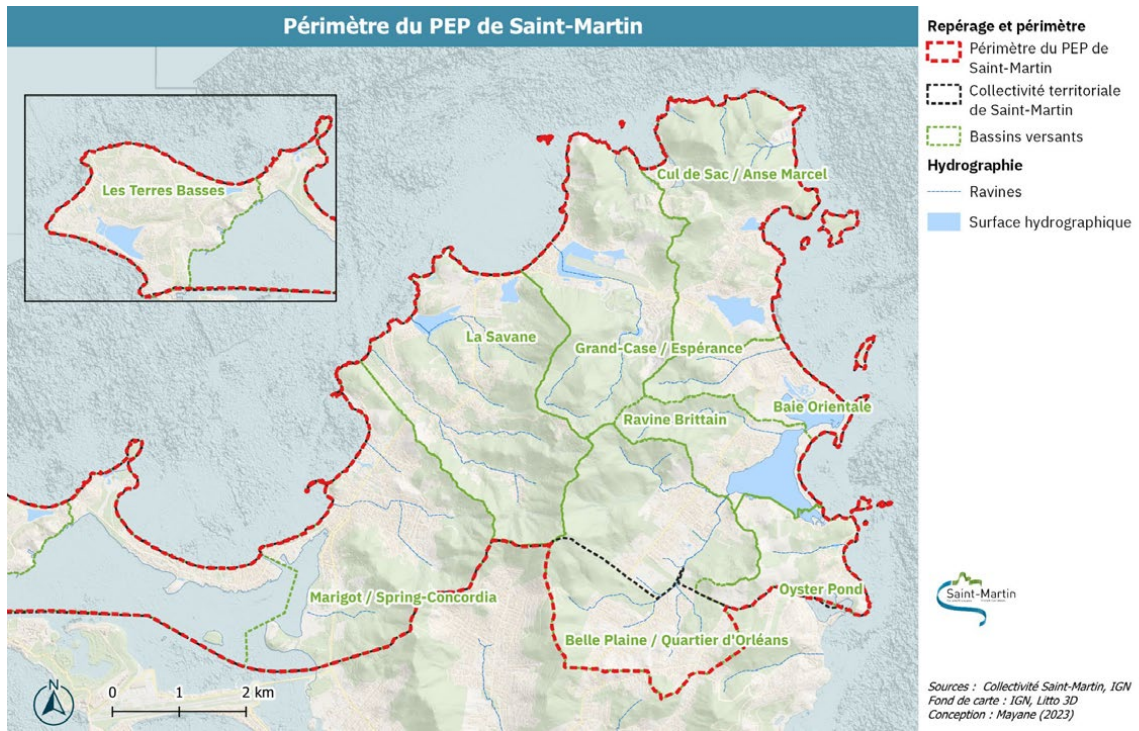 Périmètre du PEP de Saint-Martin
Repérage et périmètre
Périmètre du PEP de
Saint-Martin
Collectivité territoriale
de Saint-Martin
Bassins versants
Hydrographie
Ravines
Surface hydrographique
Les Terres Basses
Cul de Sac / Anse Marcel
La Savane
Grand-Case / Espérance
Baie Orientale
Ravine Brittain
Marigot / Spring-Concordia
Oyster Pond
Belle Plaine / Quartier d'Orléans
N
0 1 2 km
Saint-Martin
Sources : Collectivité Saint-Martin, IGN
Fond de carte : IGN, Litto 3D
Conception : Mayane (2023)